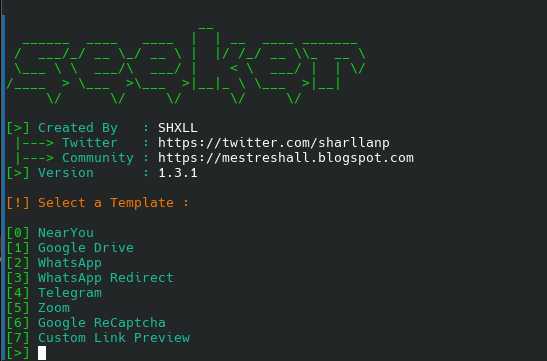 seeker
[>] Created By : SHXLL
|---> Twitter : https://twitter.com/sharllanp
|---> Community : https://mestreshall.blogspot.com
[>] Version : 1.3.1
[!] Select a Template :
[0] NearYou
[1] Google Drive
[2] WhatsApp
[3] WhatsApp Redirect
[4] Telegram
[5] Zoom
[6] Google ReCaptcha
[7] Custom Link Preview
[>]